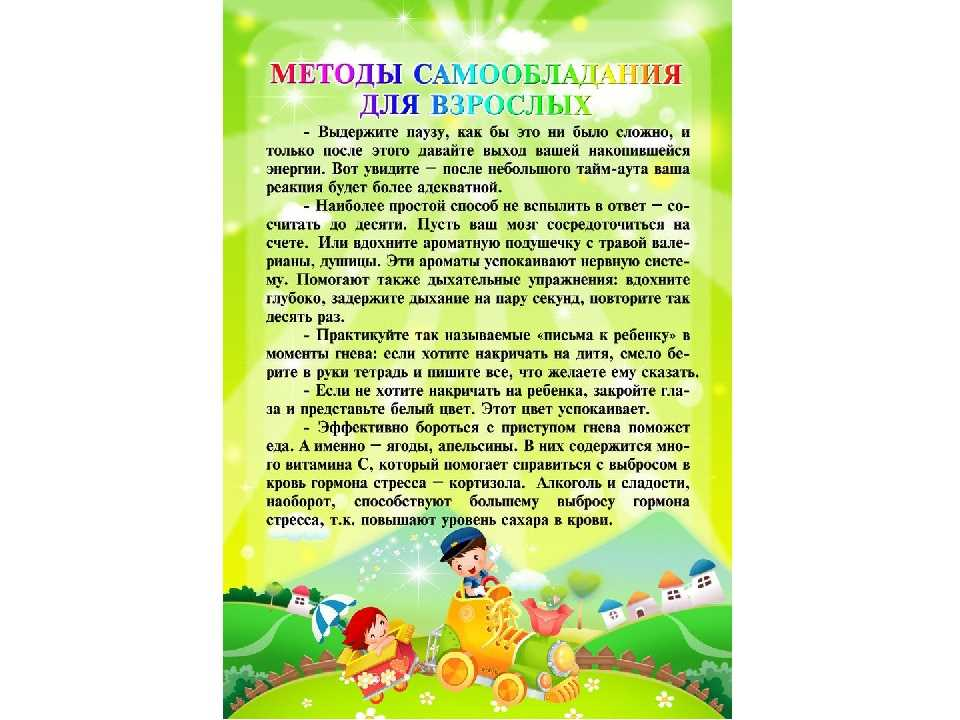 МЕТОДЫ САМООБЛАДАНИЯ
ДЛЯ ВЗРОСЛЫХ
- Выдержите паузу, как бы это ни было сложно, и
только после этого давайте выход вашей накопившейся
энергии. Вот увидите − после небольшого тайм-аута ваша
реакция будет более адекватной.
- Наиболее простой способ не вспылить в ответ − со-
считать до десяти. Пусть ваш мозг сосредоточиться на
счете. Или вдохните ароматную подушечку с травой вале-
рианы, душицы. Эти ароматы успокаивают нервную систе-
му. Помогают также дыхательные упражнения: вдохните
глубоко, задержите дыхание на пару секунд, повторите так
десять раз.
- Практикуйте так называемые «письма к ребенку» в
моменты гнева: если хотите накричать на дитя, смело бе-
рите в руки тетрадь и пишите все, что желаете ему сказать.
- Если не хотите накричать на ребенка, закройте гла-
за и представьте белый цвет. Этот цвет успокаивает.
- Эффективно бороться с приступом гнева поможет
еда. А именно − ягоды, апельсины. В них содержится мно-
го витамина С, который помогает справиться с выбросом в
кровь гормона стресса − кортизола. Алкоголь и сладости,
наоборот, способствуют большему выбросу гормона
стресса, т.к. повышают уровень сахара в крови.